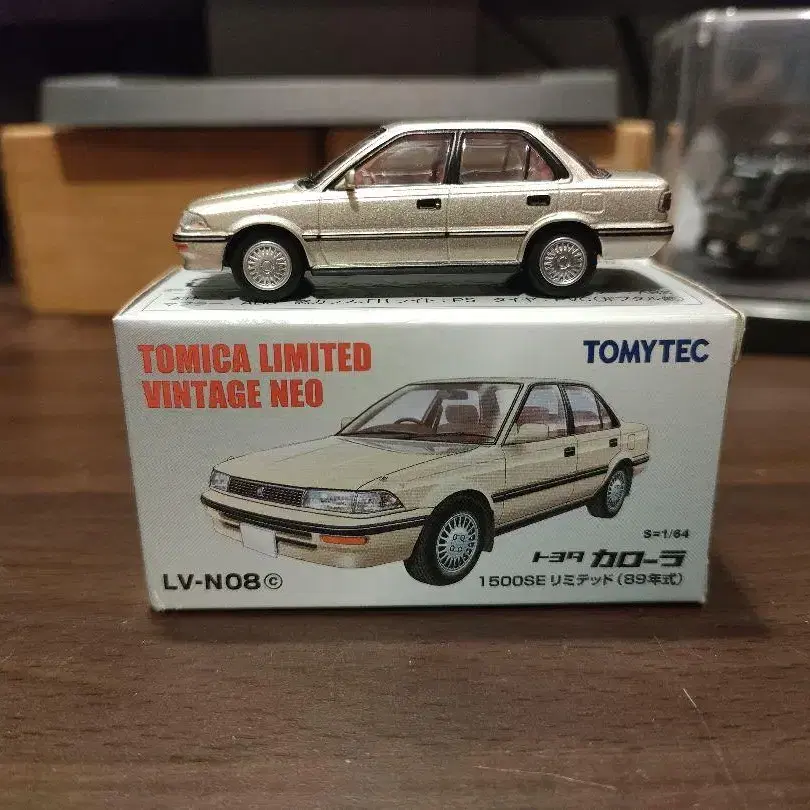 TOMICA LIMITED
VINTAGE NEO
TOMYTEC
S=1/64
トヨタ カローラ
LV-N08 ©
1500SE リミテッド(89年式)